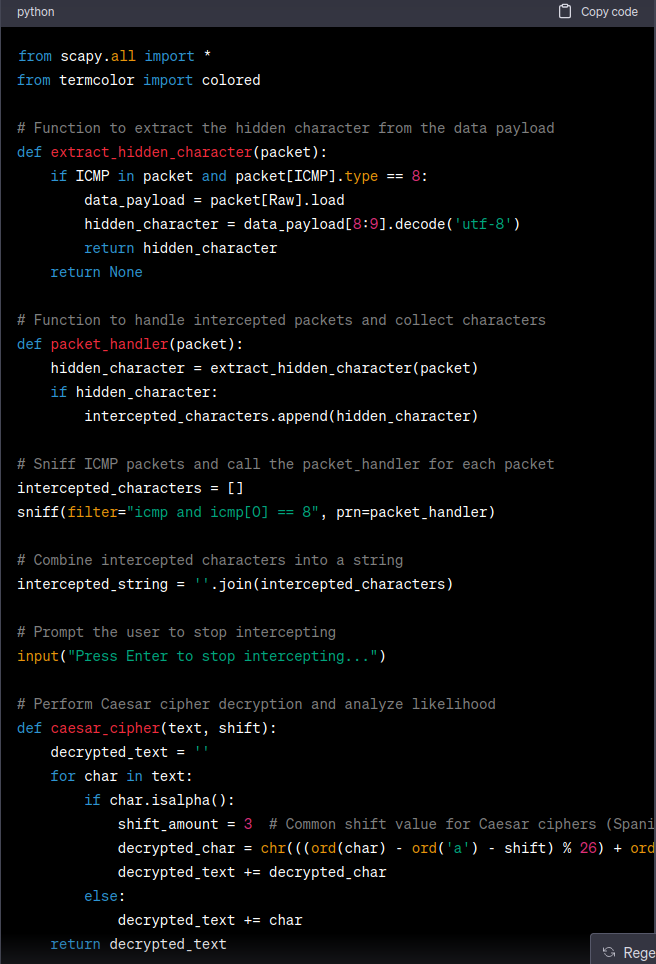 python
Copy code
from scapy.all import *
from termcolor import colored
# Function to extract the hidden character from the data payload
def extract_hidden_character(packet):
    if ICMP in packet and packet[ICMP].type == 8:
        data_payload = packet[Raw].load
        hidden_character = data_payload[8:9].decode('utf-8')
        return hidden_character
    return None
# Function to handle intercepted packets and collect characters
def packet_handler(packet):
    hidden_character = extract_hidden_character(packet)
    if hidden_character:
        intercepted_characters.append(hidden_character)
# Sniff ICMP packets and call the packet_handler for each packet
intercepted_characters = []
sniff(filter="icmp and icmp[0] == 8", prn=packet_handler)
# Combine intercepted characters into a string
intercepted_string = ''.join(intercepted_characters)
# Prompt the user to stop intercepting
input("Press Enter to stop intercepting...")
# Perform Caesar cipher decryption and analyze likelihood
def caesar_cipher(text, shift):
    decrypted_text = ''
    for char in text:
        if char.isalpha():
            shift_amount = 3  # Common shift value for Caesar ciphers (Spani
            decrypted_char = chr(((ord(char) - ord('a') - shift) % 26) + ord
            decrypted_text += decrypted_char
        else:
            decrypted_text += char
    return decrypted_text
Rege